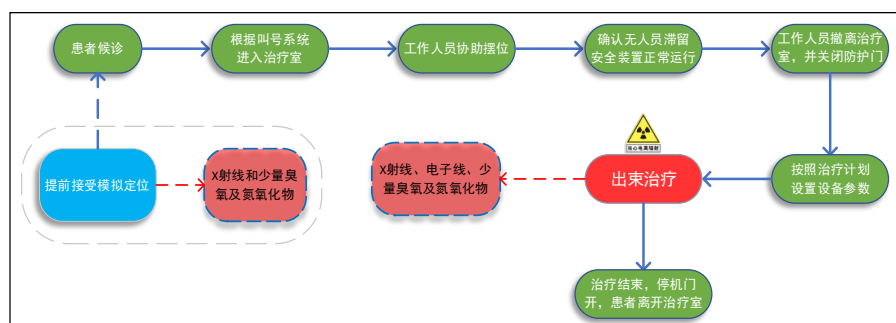 患者候诊
根据叫号系统
进入治疗室
工作人员协助摆位
确认无人员滞留
安全装置正常运行
工作人员撤离治疗
室，并关闭防护门
提前接受模拟定位
X射线和少量臭
氧及氮氧化物
X射线、电子线、少
量臭氧及氮氧化物
当心电离辐射
出束治疗
按照治疗计划
设置设备参数
治疗结束，停机门
开，患者离开治疗室